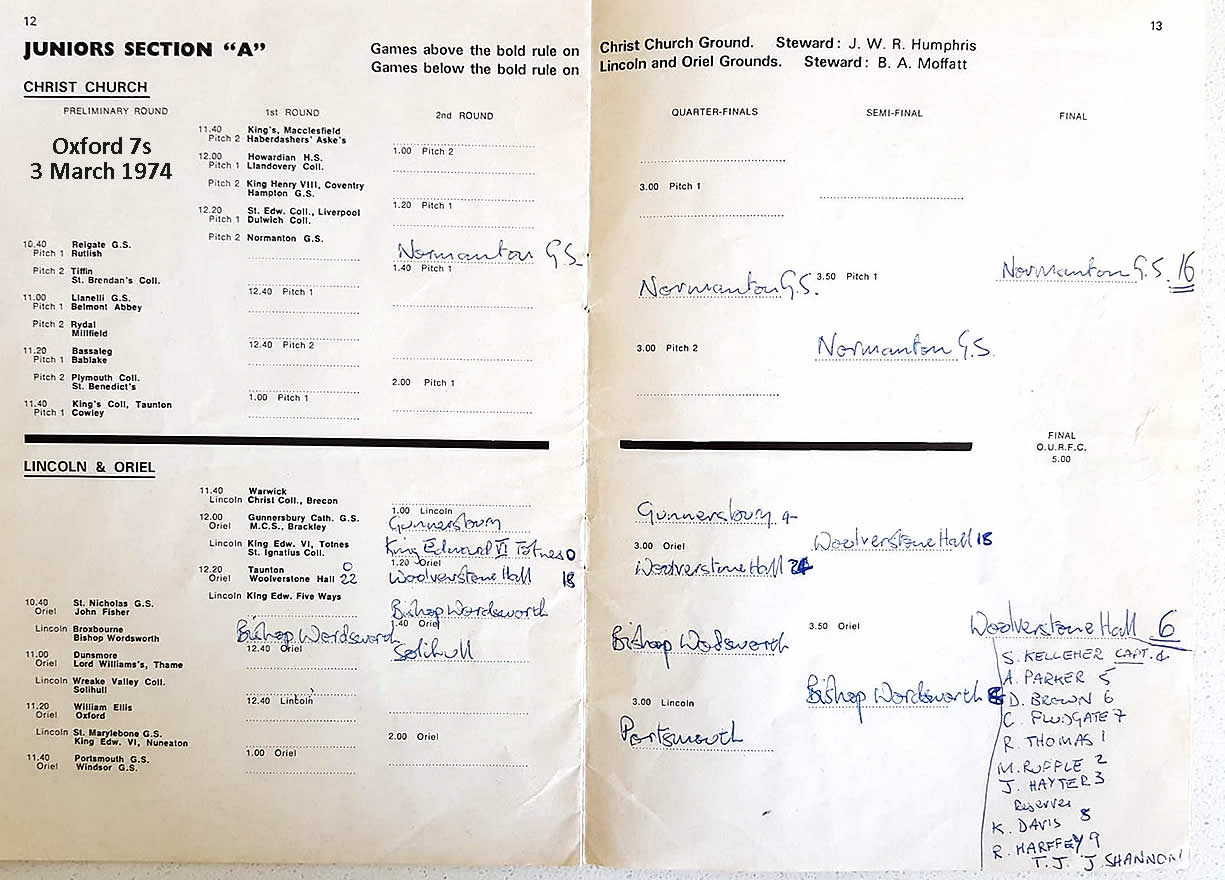 12
JUNIORS SECTION “A”
Games above the bold rule on
Games below the bold rule on
CHRIST CHURCH
PRELIMINARY ROUND
1st ROUND
2nd ROUND
Oxford 7s
3 March 1974
11.40 King's, Macclesfield
Pitch 2 Haberdashers' Aske's
1.00 Pitch 2
12.00 Howardian H.S.
Pitch 1 Llandovery Coll.
Pitch 2 King Henry VIII, Coventry
Hampton G.S.
12.20 St. Edw. Coll., Liverpool
Pitch 1 Dulwich Coll.
1.20 Pitch 1
Pitch 2 Normanton G.S.
Normanton G.S.
10.40 Reigate G.S.
Pitch 1 Rutlish
1.40 Pitch 1
Pitch 2 Tiffin
St. Brendan's Coll.
12.40 Pitch 1
11.00 Llanelli G.S.
Pitch 1 Belmont Abbey
Pitch 2 Rydal
Millfield
12.40 Pitch 2
11.20 Bassaleg
Pitch 1 Bablake
Pitch 2 Plymouth Coll.
St. Benedict's
2.00 Pitch 1
1.00 Pitch 1
11.40 King's Coll, Taunton
Pitch 1 Cowley
LINCOLN & ORIEL
11.40 Warwick
Lincoln Christ Coll., Brecon
1.00 Lincoln
12.00 Gunnersbury Cath. G.S.
Oriel M.C.S., Brackley
Gunnersbury
Lincoln King Edw. VI, Totnes
St. Ignatius Coll.
King Edward VI Totnes 0
1.20 Oriel
12.20 Taunton 0
Oriel Woolverstone Hall 22
Woolverstone Hall 18
Lincoln King Edw. Five Ways
Bishop Wordsworth
10.40 St. Nicholas G.S.
Oriel John Fisher
1.40 Oriel
Lincoln Broxbourne
Bishop Wordsworth
Bishop Wordsworth
12.40 Oriel
Solihull
11.00 Dunsmore
Oriel Lord Williams's, Thame
Lincoln Wreake Valley Coll.
Solihull
12.40 Lincoln
11.20 William Ellis
Oriel Oxford
Lincoln St. Marylebone G.S.
King Edw. VI, Nuneaton
2.00 Oriel
1.00 Oriel
11.40 Portsmouth G.S.
Oriel Windsor G.S.
13
Christ Church Ground. Steward: J. W. R. Humphris
Lincoln and Oriel Grounds. Steward: B. A. Moffatt
QUARTER-FINALS
SEMI-FINAL
FINAL
3.00 Pitch 1
Normanton G.S.
3.50 Pitch 1
Normanton G.S. 16
3.00 Pitch 2
Normanton G.S.
FINAL
O.U.R.F.C.
5.00
Gunnersbury
3.00 Oriel
Woolverstone Hall 18
Woolverstone Hall
3.50 Oriel
Bishop Wodsworth
Woolverstone Hall 6
3.00 Lincoln
Bishop Wordsworth
Portsmouth
S. KELLEHER CAPT. 4
A. PARKER 5
D. BROWN 6
C. FLUDGATE 7
R. THOMAS 1
M. RUFFLE 2
J. HAYTER 3
Reserves
K. DAVIS 8
R. HARFFEY 9
T.J. J SHANNON